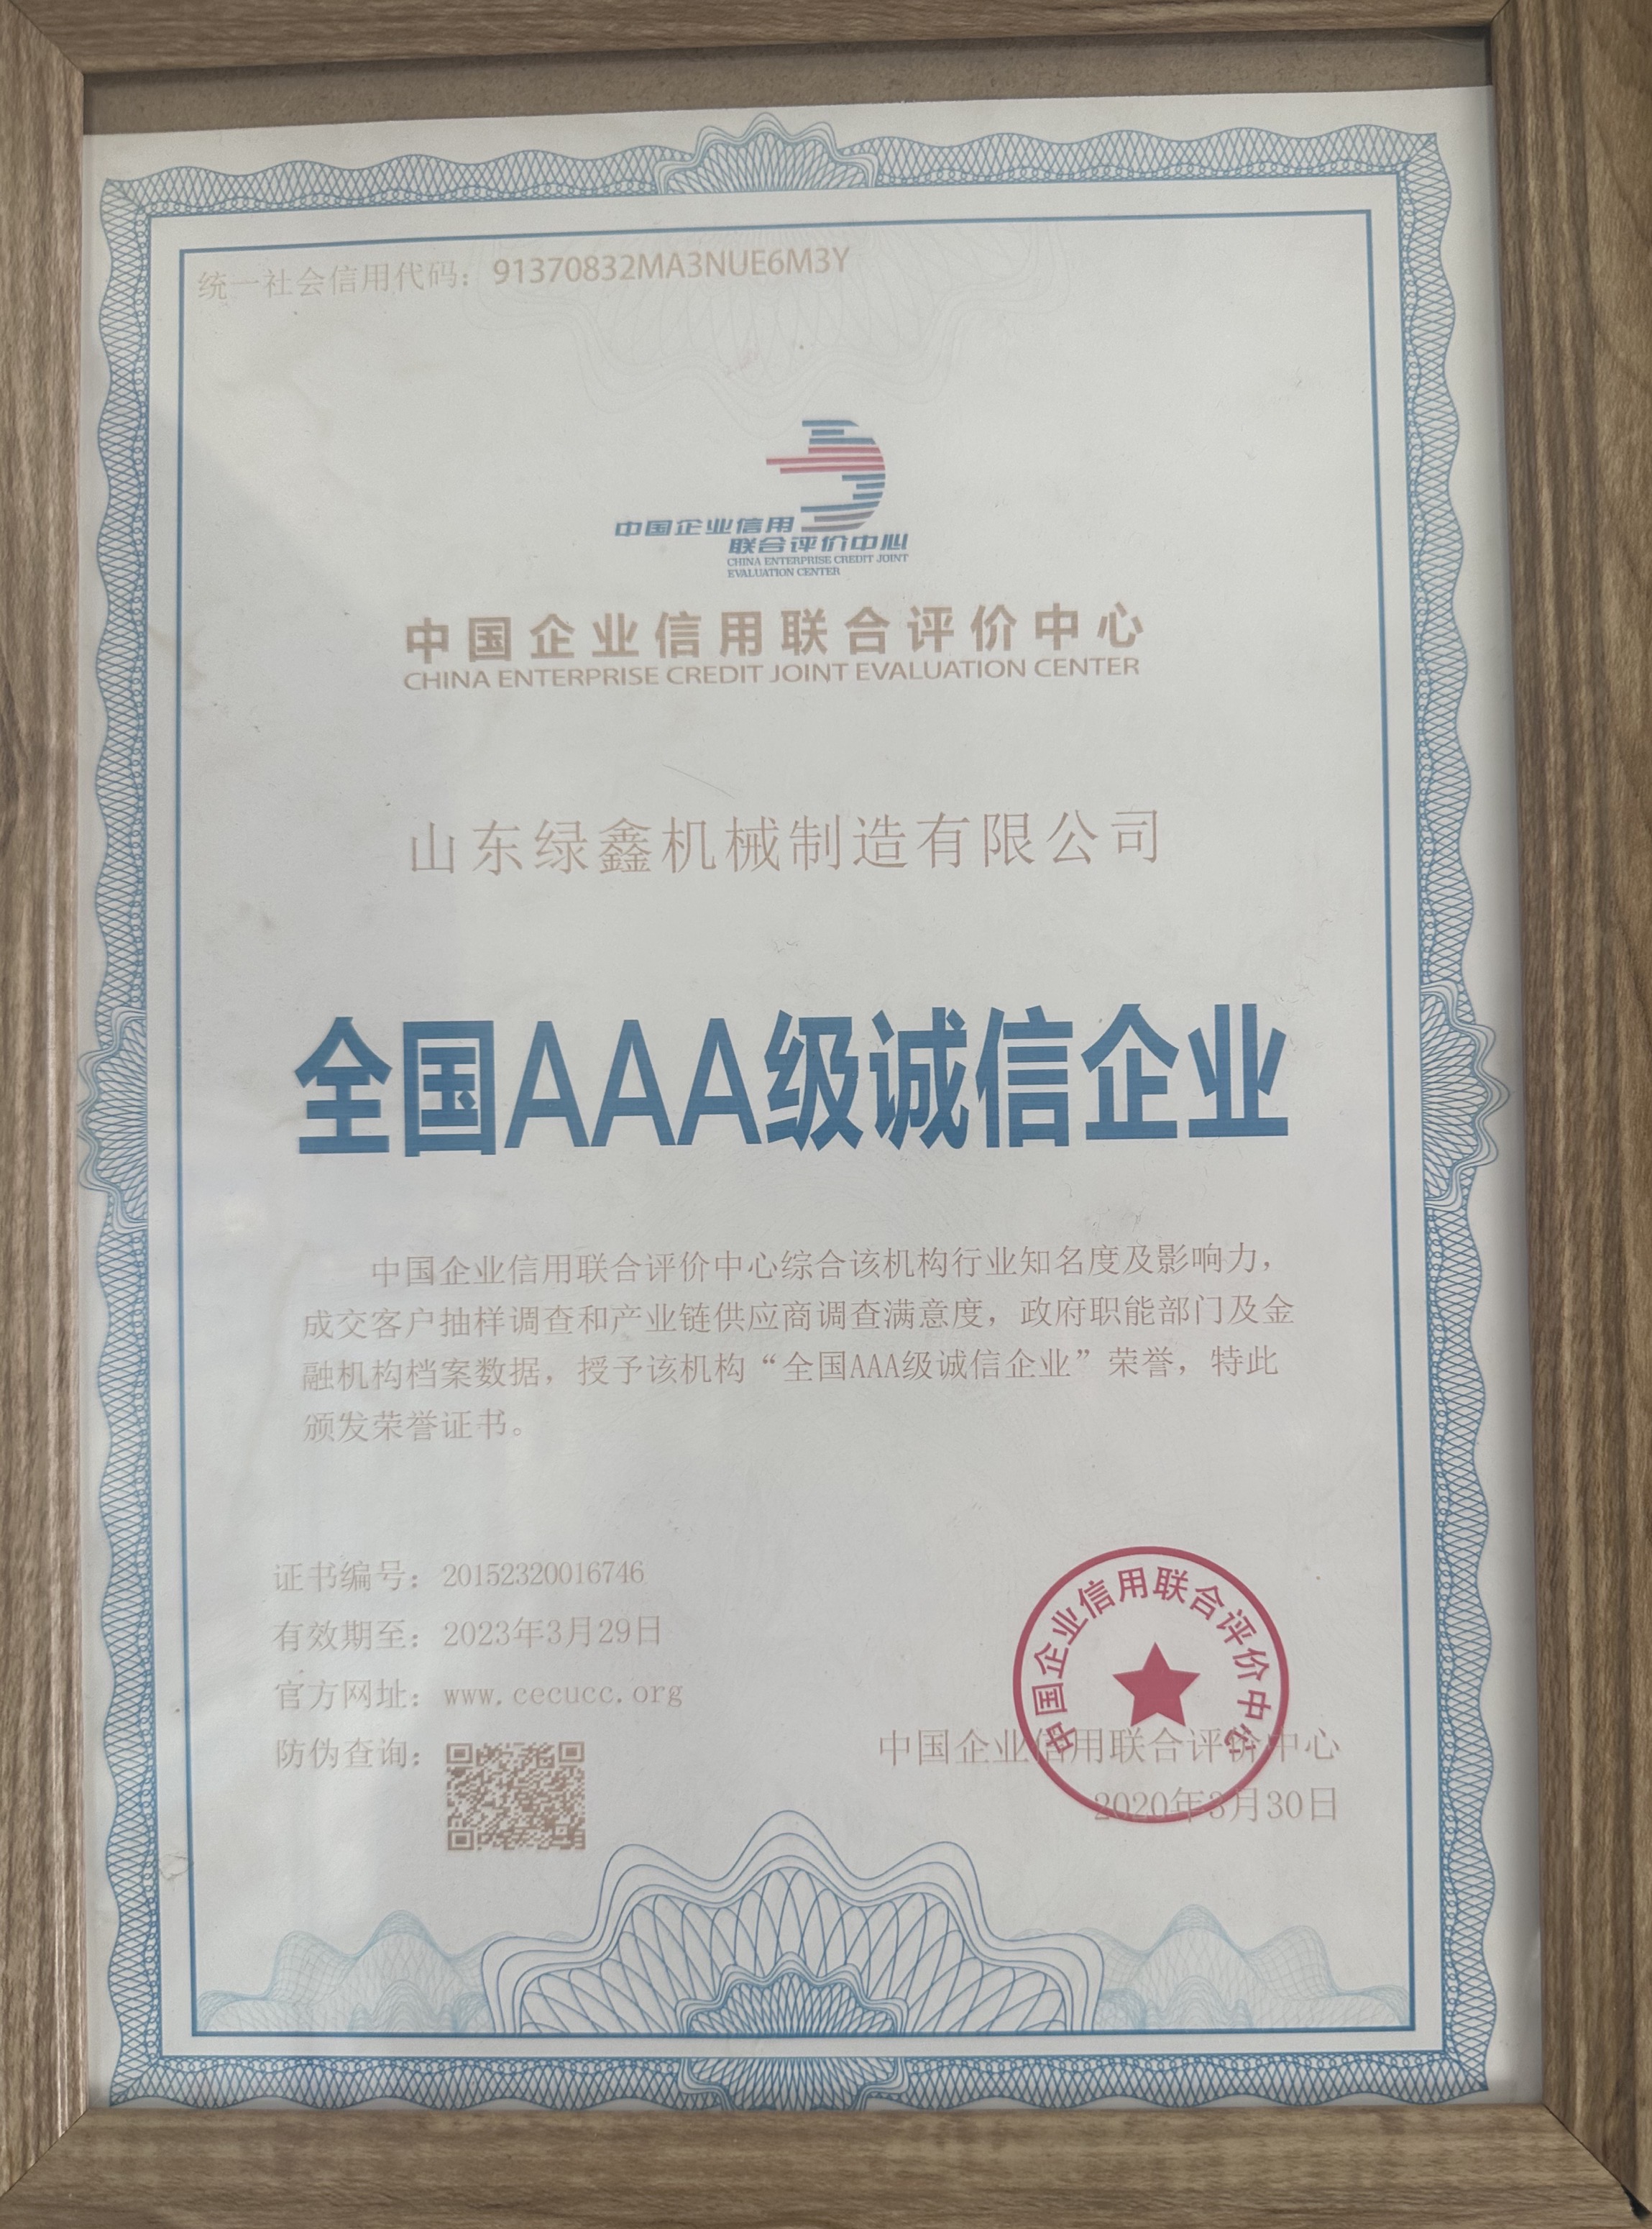 统一社会信用代码：91370832MA3NUE6M3Y
中国企业信用
联合评价中心
CHINA ENTERPRISE CREDIT JOINT
EVALUATION CENTER
中国企业信用联合评价中心
CHINA ENTERPRISE CREDIT JOINT EVALUATION CENTER
山东绿鑫机械制造有限公司
全国AAA级诚信企业
中国企业信用联合评价中心综合该机构行业知名度及影响力，
成交客户抽样调查和产业链供应商调查满意度，政府职能部门及金
融机构档案数据，授予该机构“全国AAA级诚信企业”荣誉，特此
颁发荣誉证书。
证书编号：20152320016746
有效期至：2023年3月29日
官方网址：www.cecucc.org
防伪查询：
中国企业信用联合评价中心
中国企业信用联合评价中心
2020年3月30日